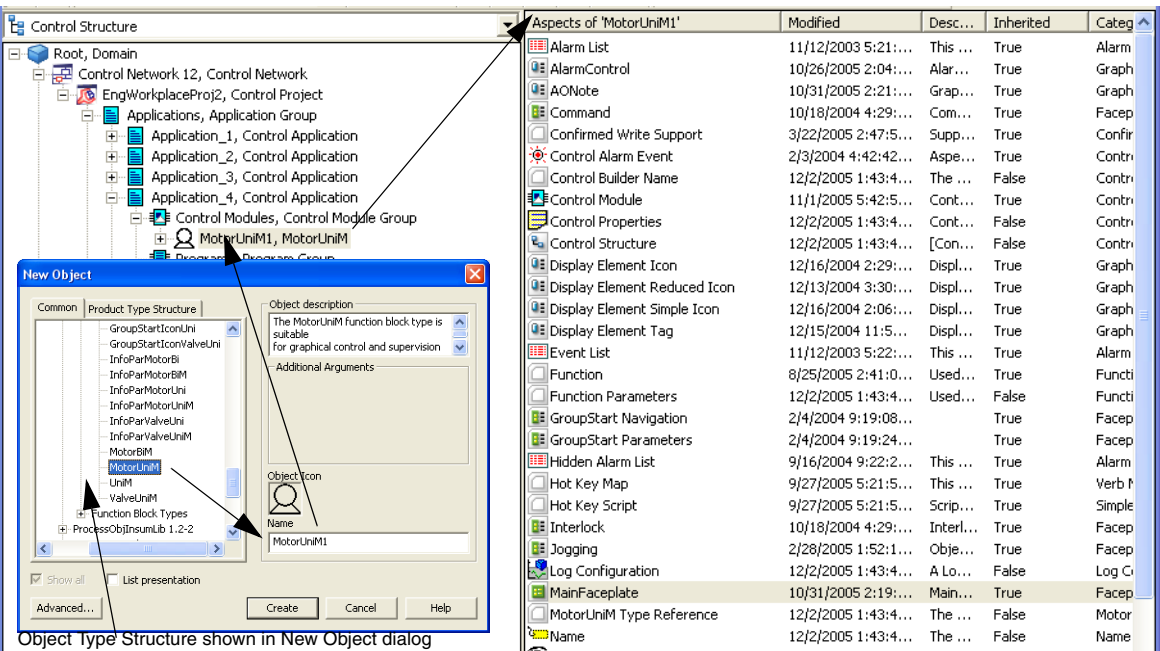 Control Structure
Root, Domain
Control Network 12, Control Network
EngWorkplaceProj2, Control Project
Applications, Application Group
Application_1, Control Application
Application_2, Control Application
Application_3, Control Application
Application_4, Control Application
Control Modules, Control Module Group
MotorUniM1, MotorUniM
Programs, Program Group
New Object
Common Product Type Structure
GroupStartIconUni
GroupStartIconValveUni
InfoParMotorBi
InfoParMotorBiM
InfoParMotorUni
InfoParMotorUniM
InfoParValveUni
InfoParValveUniM
MotorBiM
MotorUniM
UniM
ValveUniM
Function Block Types
ProcessObjInsumLib 1.2-2
Object description
The MotorUniM function block type is
suitable
for graphical control and supervision
Additional Arguments
Object Icon
Name
MotorUniM1
Show all List presentation
Advanced... Create Cancel Help
Object Type Structure shown in New Object dialog
Aspects of 'MotorUniM1' Modified Desc... Inherited Categ
Alarm List 11/12/2003 5:21:... This ... True Alarm
AlarmControl 10/26/2005 2:04:... Alar... True Graph
AONote 10/31/2005 2:21:... Grap... True Graph
Command 10/18/2004 4:29:... Com... True Facep
Confirmed Write Support 3/22/2005 2:47:5... Supp... True Confir
Control Alarm Event 2/3/2004 4:42:42... Aspe... True Contr
Control Builder Name 12/2/2005 1:43:4... The ... False Contr
Control Module 11/1/2005 5:42:5... Cont... True Contr
Control Properties 12/2/2005 1:43:4... Cont... False Contr
Control Structure 12/2/2005 1:43:4... [Con... False Contr
Display Element Icon 12/16/2004 2:29:... Displ... True Graph
Display Element Reduced Icon 12/13/2004 3:30:... Displ... True Graph
Display Element Simple Icon 12/16/2004 2:06:... Displ... True Graph
Display Element Tag 12/15/2004 11:5... Displ... True Graph
Event List 11/12/2003 5:22:... This ... True Alarm
Function 8/25/2005 2:41:0... Used... True Functi
Function Parameters 12/2/2005 1:43:4... Used... False Functi
GroupStart Navigation 2/4/2004 9:19:08... True Facep
GroupStart Parameters 2/4/2004 9:19:24... True Facep
Hidden Alarm List 9/16/2004 9:22:2... This ... True Alarm
Hot Key Map 9/27/2005 5:21:5... This ... True Verb M
Hot Key Script 9/27/2005 5:21:5... Scrip... True Simple
Interlock 10/18/2004 4:29:... Interl... True Facep
Jogging 2/28/2005 1:52:1... Obje... True Facep
Log Configuration 12/2/2005 1:43:4... A Lo... False Log C
MainFaceplate 10/31/2005 2:19:... Main... True Facep
MotorUniM Type Reference 12/2/2005 1:43:4... The ... False Motor
Name 12/2/2005 1:43:4... The ... False Name